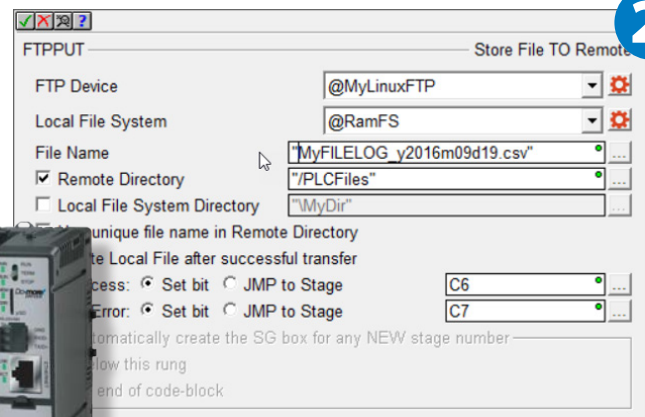 FTPPUT Store File TO Remote
2
FTP Device @MyLinuxFTP
Local File System @RamFS
File Name "MyFILELOG_y2016m09d19.csv" ...
Remote Directory "/PLCFiles" ...
Local File System Directory "\MyDir" ...
unique file name in Remote Directory
te Local File after successful transfer
cess: Set bit JMP to Stage C6 ...
Error: Set bit JMP to Stage C7 ...
tomatically create the SG box for any NEW stage number
low this rung
end of code-block